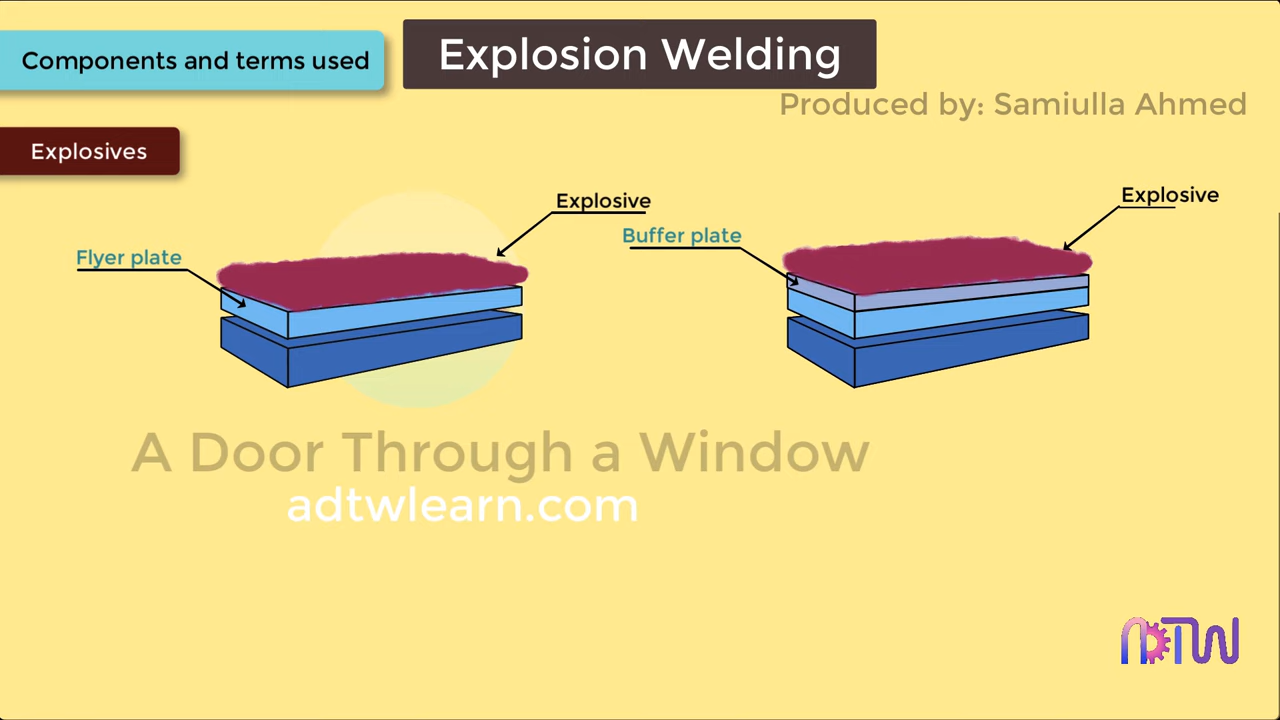 Components and terms used
Explosion Welding
Produced by: Samiulla Ahmed
Explosives
Explosive
Flyer plate
Explosive
Buffer plate
A Door Through a Window
adtwlearn.com
ADTW